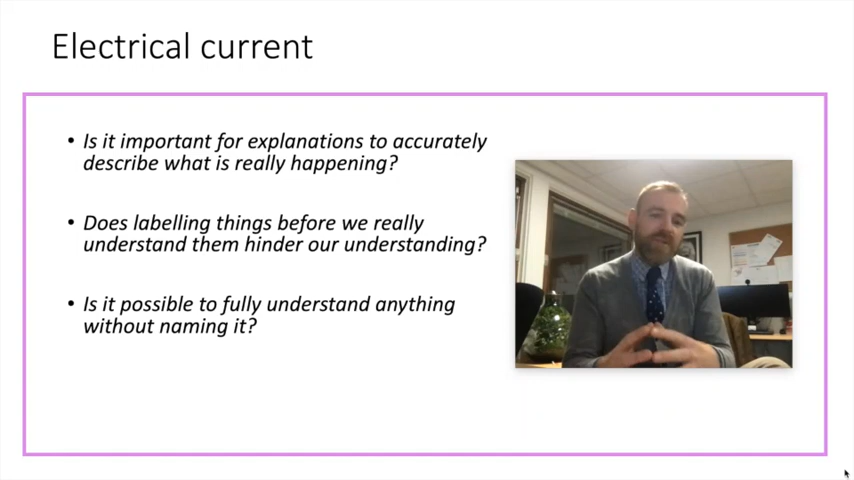 Electrical current
• Is it important for explanations to accurately
describe what is really happening?
• Does labelling things before we really
understand them hinder our understanding?
• Is it possible to fully understand anything
without naming it?